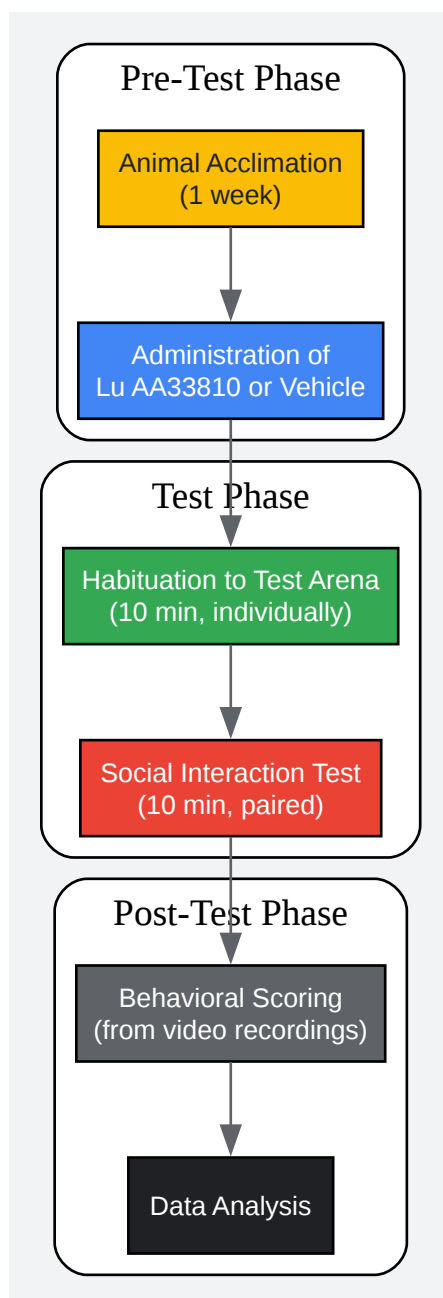 Pre-Test Phase
Animal Acclimation
(1 week)
Administration of
Lu AA33810 or Vehicle
Test Phase
Habituation to Test Arena
(10 min, individually)
Social Interaction Test
(10 min, paired)
Post-Test Phase
Behavioral Scoring
(from video recordings)
Data Analysis